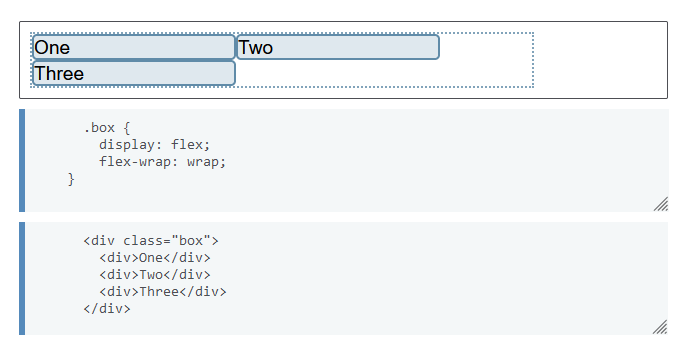 One Two
Three
.box {
  display: flex;
  flex-wrap: wrap;
}
<div class="box">
  <div>One</div>
  <div>Two</div>
  <div>Three</div>
</div>